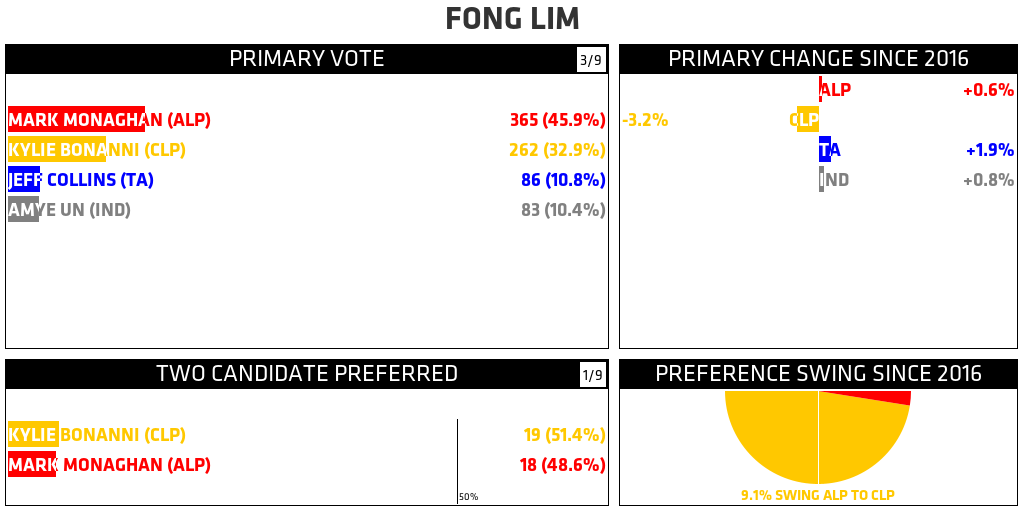 FONG LIM
PRIMARY VOTE 3/9
MARK MONAGHAN (ALP) 365 (45.9%)
KYLIE BONANNI (CLP) 262 (32.9%)
JEFF COLLINS (TA) 86 (10.8%)
AMYE UN (IND) 83 (10.4%)
PRIMARY CHANGE SINCE 2016
ALP +0.6%
-3.2% CLP
TA +1.9%
IND +0.8%
TWO CANDIDATE PREFERRED 1/9
KYLIE BONANNI (CLP) 19 (51.4%)
MARK MONAGHAN (ALP) 18 (48.6%)
50%
PREFERENCE SWING SINCE 2016
9.1% SWING ALP TO CLP